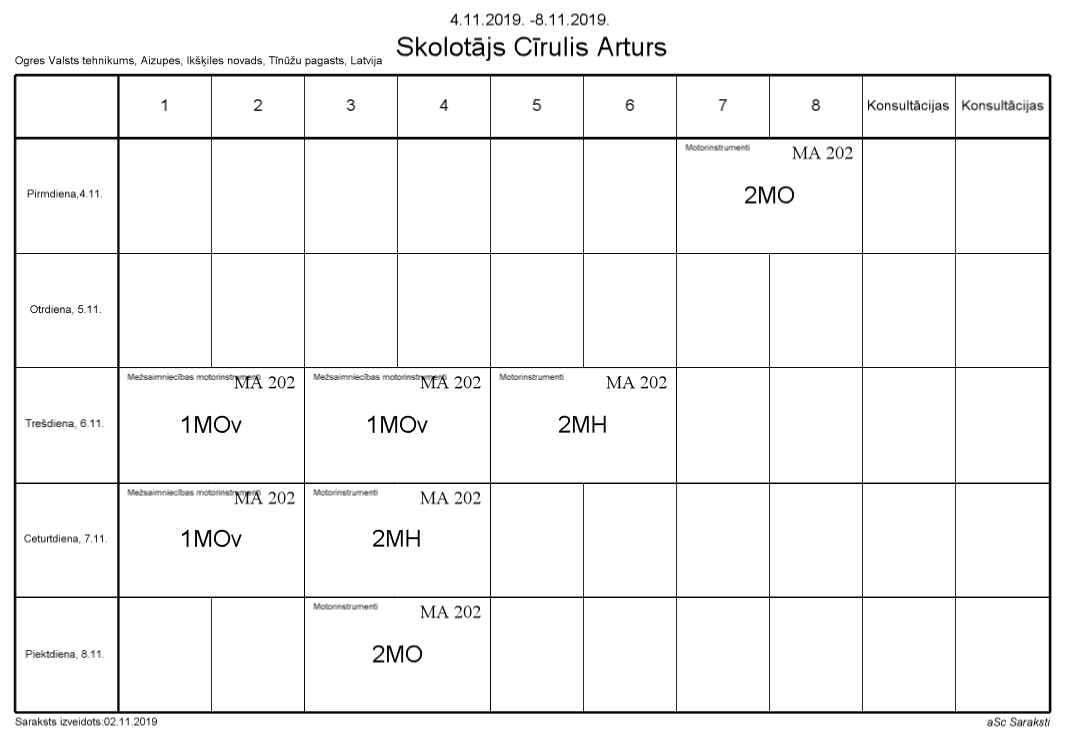 4.11.2019. -8.11.2019.
Skolotājs Cīrulis Arturs
Ogres Valsts tehnikums, Aizupes, Ikšķiles novads, Tīnūžu pagasts, Latvija
1 2 3 4 5 6 7 8 Konsultācijas Konsultācijas
Pirmdiena,4.11.
Motorinstrumenti MA 202
2MO
Otrdiena, 5.11.
Trešdiena, 6.11.
Mežsaimniecības motorinstrumenti MA 202
1MOv
Mežsaimniecības motorinstrumenti MA 202
1MOv
Motorinstrumenti MA 202
2MH
Ceturtdiena, 7.11.
Mežsaimniecības motorinstrumenti MA 202
1MOv
Motorinstrumenti MA 202
2MH
Piektdiena, 8.11.
Motorinstrumenti MA 202
2MO
Saraksts izveidots:02.11.2019
aSc Saraksti